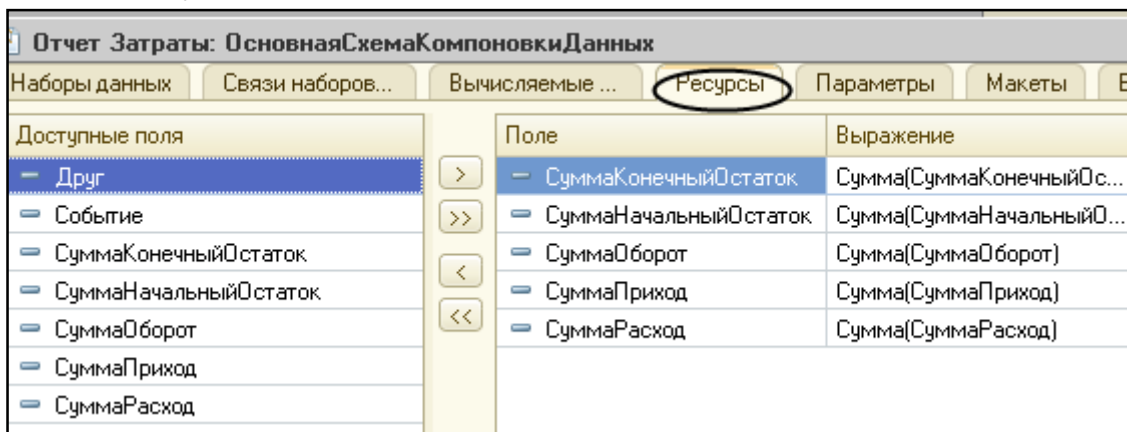 Отчет Затраты: ОсновнаяСхемаКомпоновкиДанных
Наборы данных Связи наборов... Вычисляемые ... Ресурсы Параметры Макеты
Доступные поля Поле Выражение
Друг > СуммаКонечныйОстаток Сумма(СуммаКонечныйОс...
Событие >> СуммаНачальныйОстаток Сумма(СуммаНачальныйО...
СуммаКонечныйОстаток < СуммаОборот Сумма(СуммаОборот)
СуммаНачальныйОстаток << СуммаПриход Сумма(СуммаПриход)
СуммаОборот СуммаРасход Сумма(СуммаРасход)
СуммаПриход
СуммаРасход